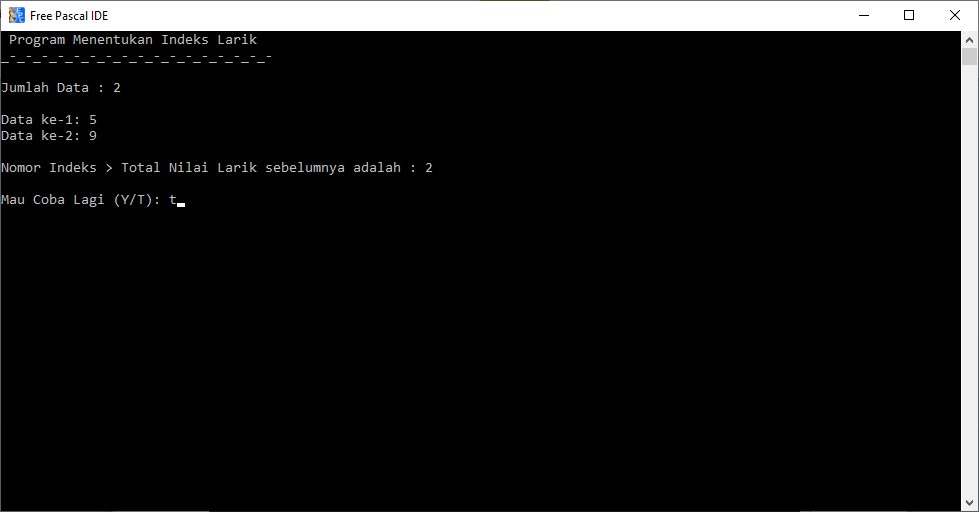 Free Pascal IDE
Program Menentukan Indeks Larik
_-_-_-_-_-_-_-_-_-_-_-_-_-_-_-_-_-
Jumlah Data : 2
Data ke-1: 5
Data ke-2: 9
Nomor Indeks > Total Nilai Larik sebelumnya adalah : 2
Mau Coba Lagi (Y/T): t